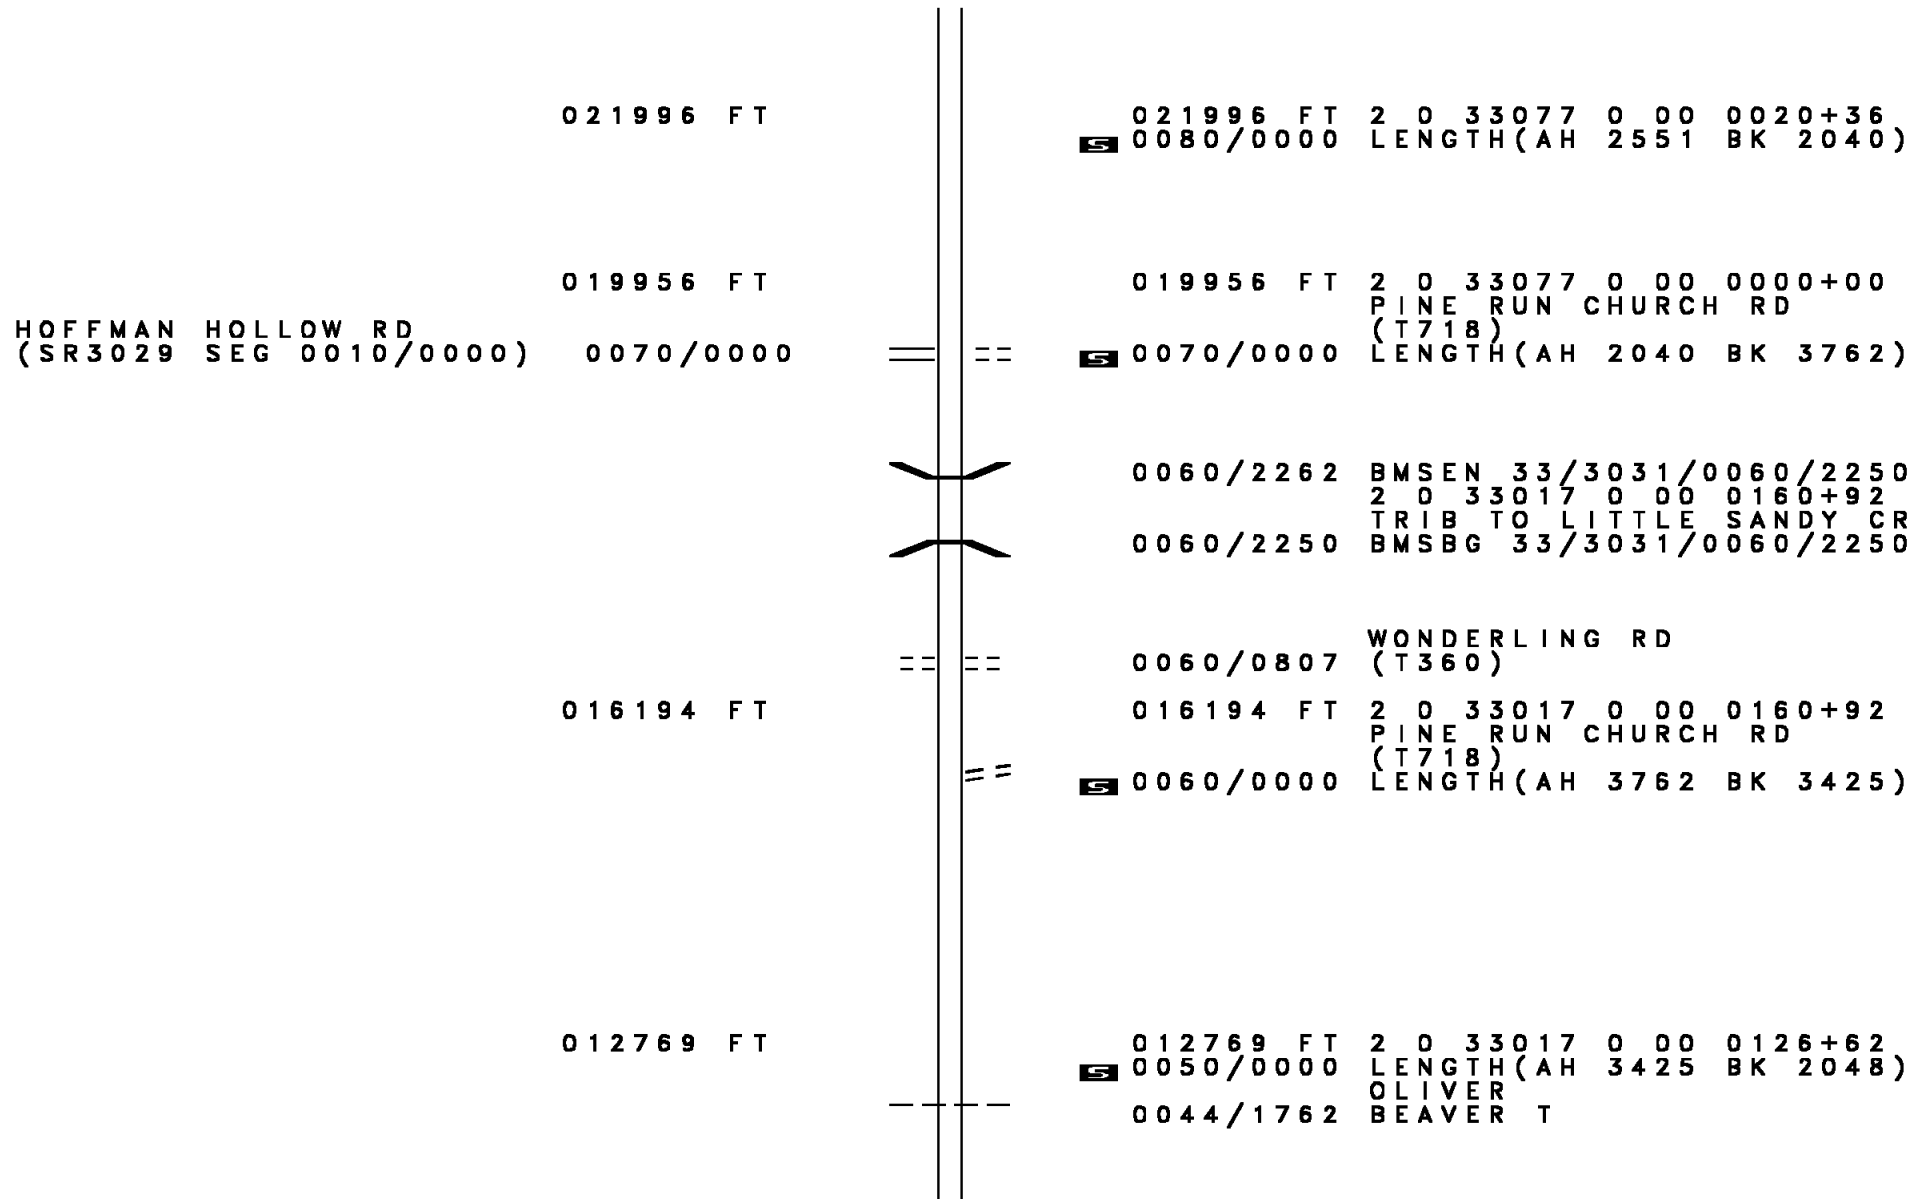 021996 FT 021996 FT 2 0 33077 0 00 0020+36
S 0080/0000 LENGTH(AH 2551 BK 2040)
019956 FT 019956 FT 2 0 33077 0 00 0000+00
PINE RUN CHURCH RD
HOFFMAN HOLLOW RD (T718)
(SR3029 SEG 0010/0000) 0070/0000 S 0070/0000 LENGTH(AH 2040 BK 3762)
0060/2262 BMSEN 33/3031/0060/2250
2 0 33017 0 00 0160+92
TRIB TO LITTLE SANDY CR
0060/2250 BMSBG 33/3031/0060/2250
WONDERLING RD
0060/0807 (T360)
016194 FT 016194 FT 2 0 33017 0 00 0160+92
PINE RUN CHURCH RD
(T718)
S 0060/0000 LENGTH(AH 3762 BK 3425)
012769 FT 012769 FT 2 0 33017 0 00 0126+62
S 0050/0000 LENGTH(AH 3425 BK 2048)
OLIVER
0044/1762 BEAVER T